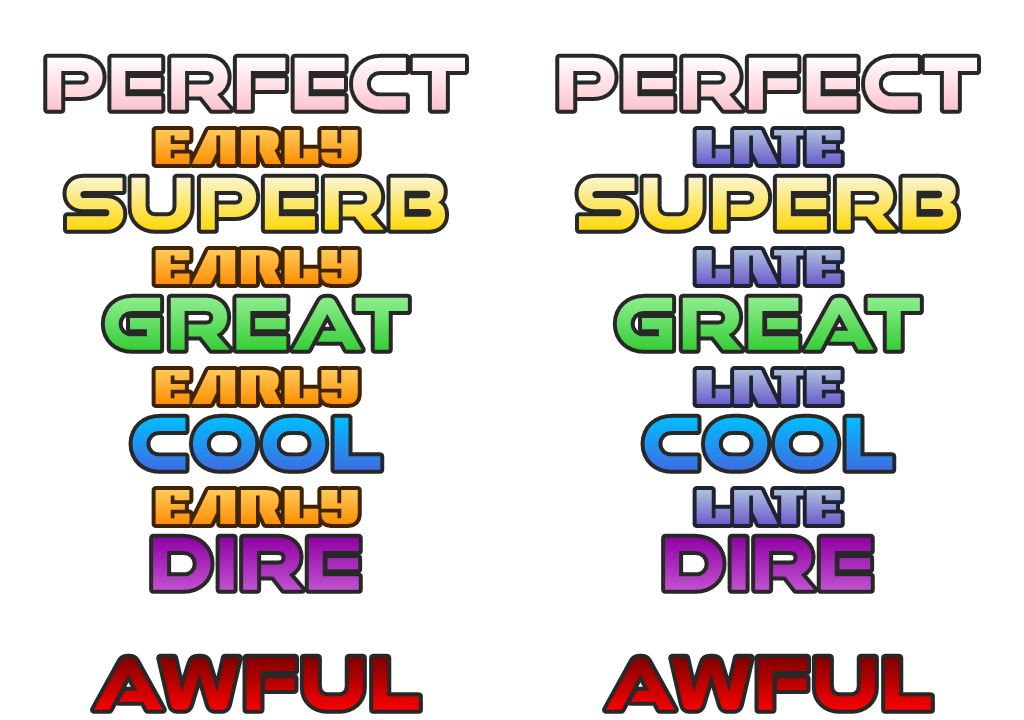 PERFECT PERFECT
EARLY LATE
SUPERB SUPERB
EARLY LATE
GREAT GREAT
EARLY LATE
COOL COOL
EARLY LATE
DIRE DIRE
AWFUL AWFUL